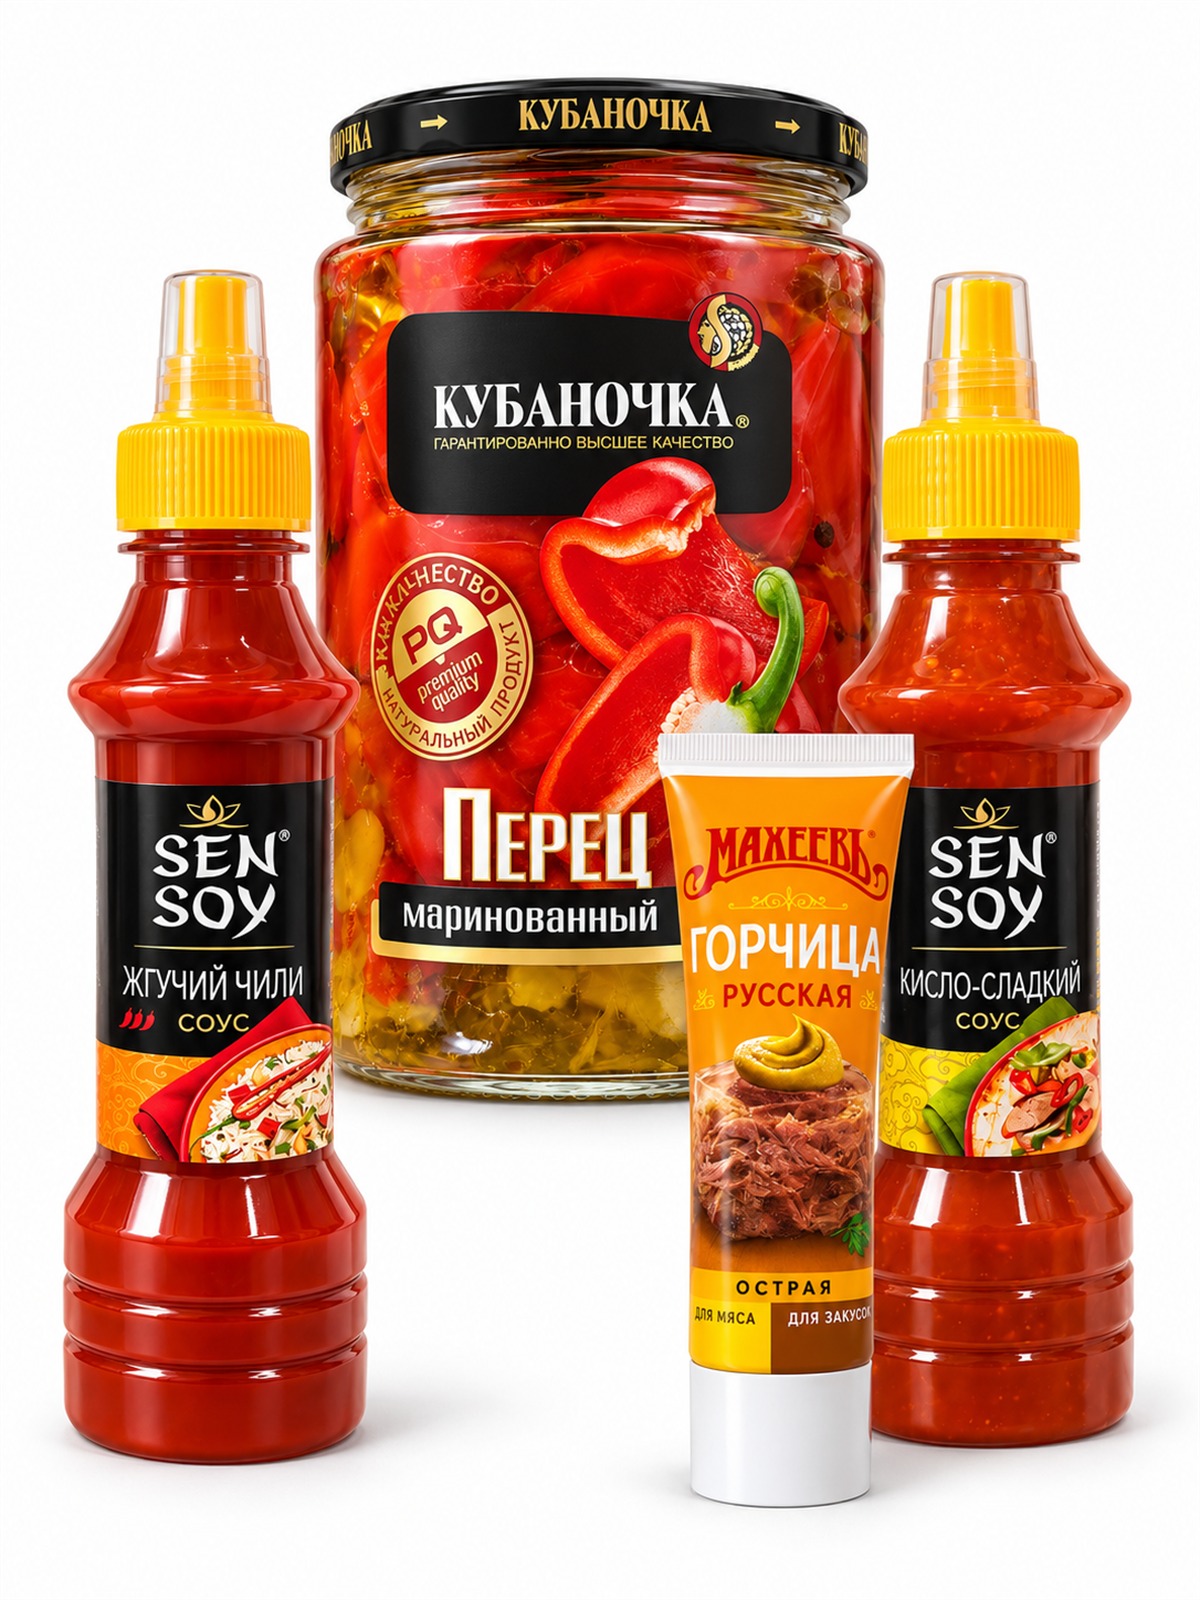 КУБАНОЧКА
КУБАНОЧКА®
ГАРАНТИРОВАННО ВЫСШЕЕ КАЧЕСТВО
PQ
premium
quality
НАТУРАЛЬНЫЙ ПРОДУКТ
ПЕРЕЦ
маринованный
SEN®
SOY
ЖГУЧИЙ ЧИЛИ
СОУС
МАХЕЕВЪ®
ГОРЧИЦА
РУССКАЯ
ОСТРАЯ
ДЛЯ МЯСА
ДЛЯ ЗАКУСОК
SEN®
SOY
КИСЛО-СЛАДКИЙ
СОУС